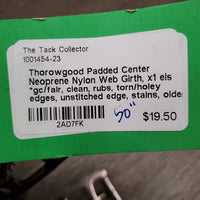 The Tack Collector
1001454-23
Thorowgood Padded Center
Neoprene Nylon Web Girth, x1 els
*gc/fair, clean, rubs, torn/holey
edges, unstitched edge, stains, older
2AD7FK
50"
$19.50